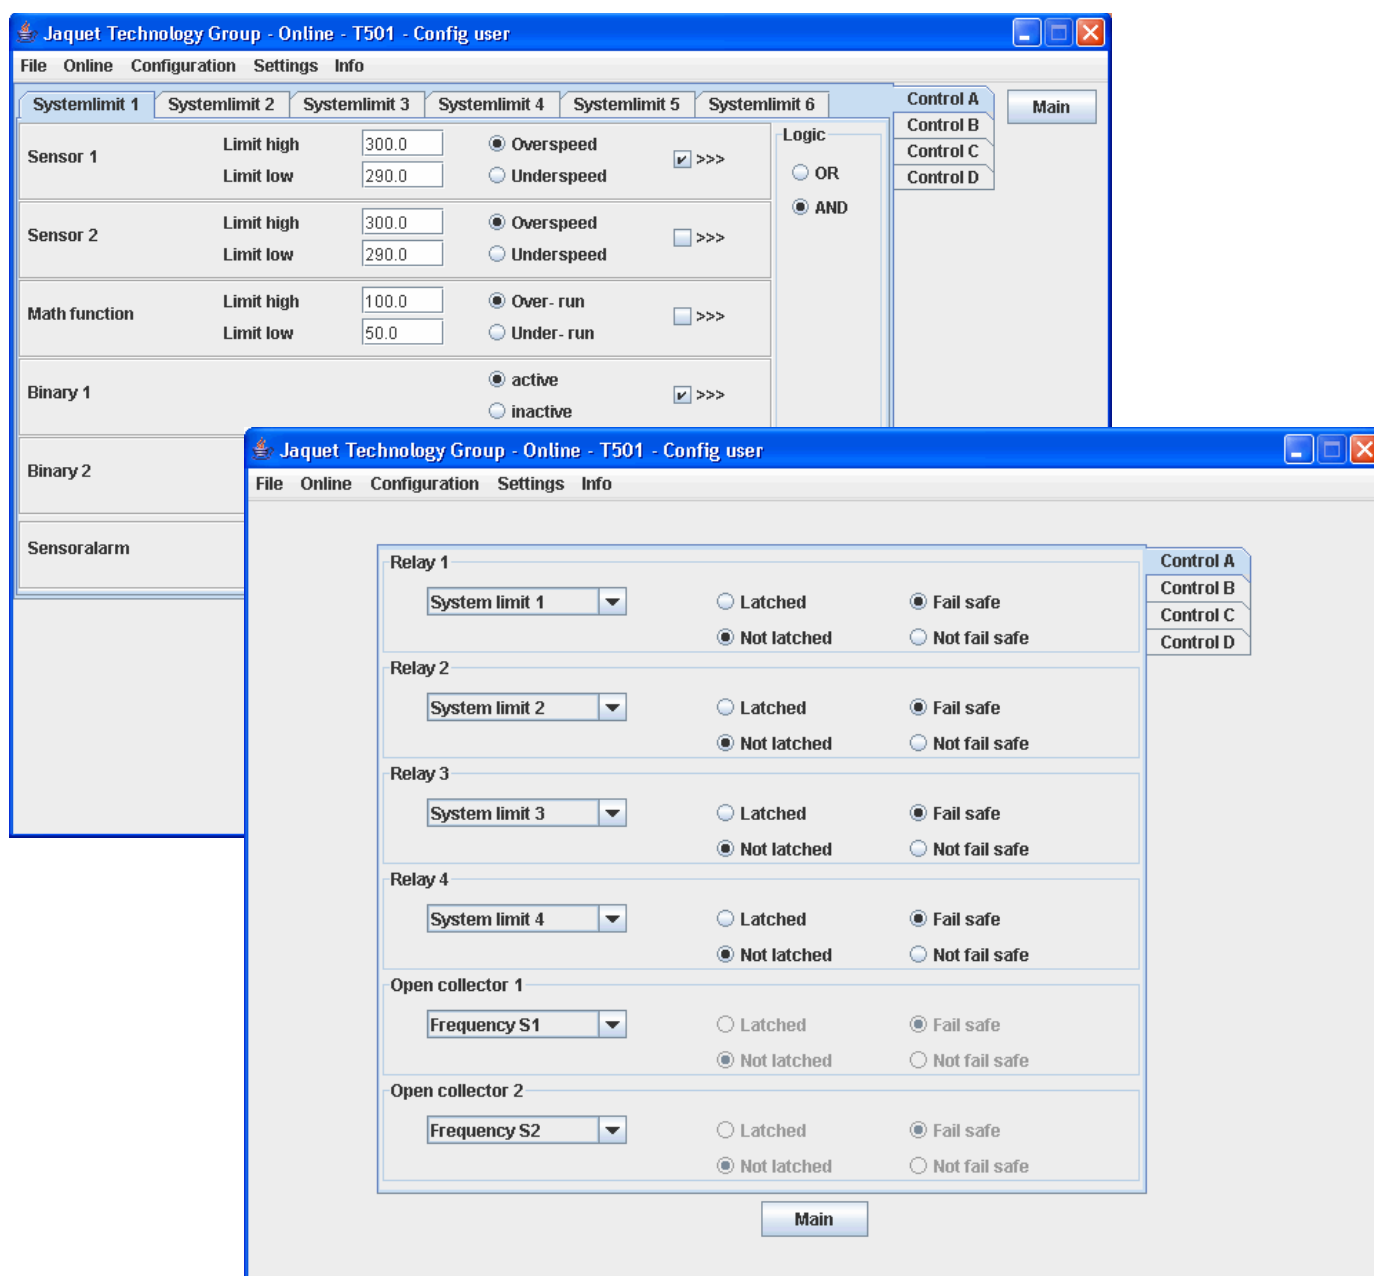 Jaquet Technology Group - Online - T501 - Config user
File Online Configuration Settings Info
Systemlimit 1 Systemlimit 2 Systemlimit 3 Systemlimit 4 Systemlimit 5 Systemlimit 6
Control A
Control B
Control C
Control D
Main
Sensor 1
Limit high 300.0 Overspeed
Limit low 290.0 Underspeed
>>>
Sensor 2
Limit high 300.0 Overspeed
Limit low 290.0 Underspeed
>>>
Math function
Limit high 100.0 Over- run
Limit low 50.0 Under- run
>>>
Binary 1
active
inactive
>>>
Binary 2
Sensoralarm
Logic
OR
AND
Jaquet Technology Group - Online - T501 - Config user
File Online Configuration Settings Info
Control A
Control B
Control C
Control D
Relay 1
System limit 1 Latched Fail safe
Not latched Not fail safe
Relay 2
System limit 2 Latched Fail safe
Not latched Not fail safe
Relay 3
System limit 3 Latched Fail safe
Not latched Not fail safe
Relay 4
System limit 4 Latched Fail safe
Not latched Not fail safe
Open collector 1
Frequency S1 Latched Fail safe
Not latched Not fail safe
Open collector 2
Frequency S2 Latched Fail safe
Not latched Not fail safe
Main